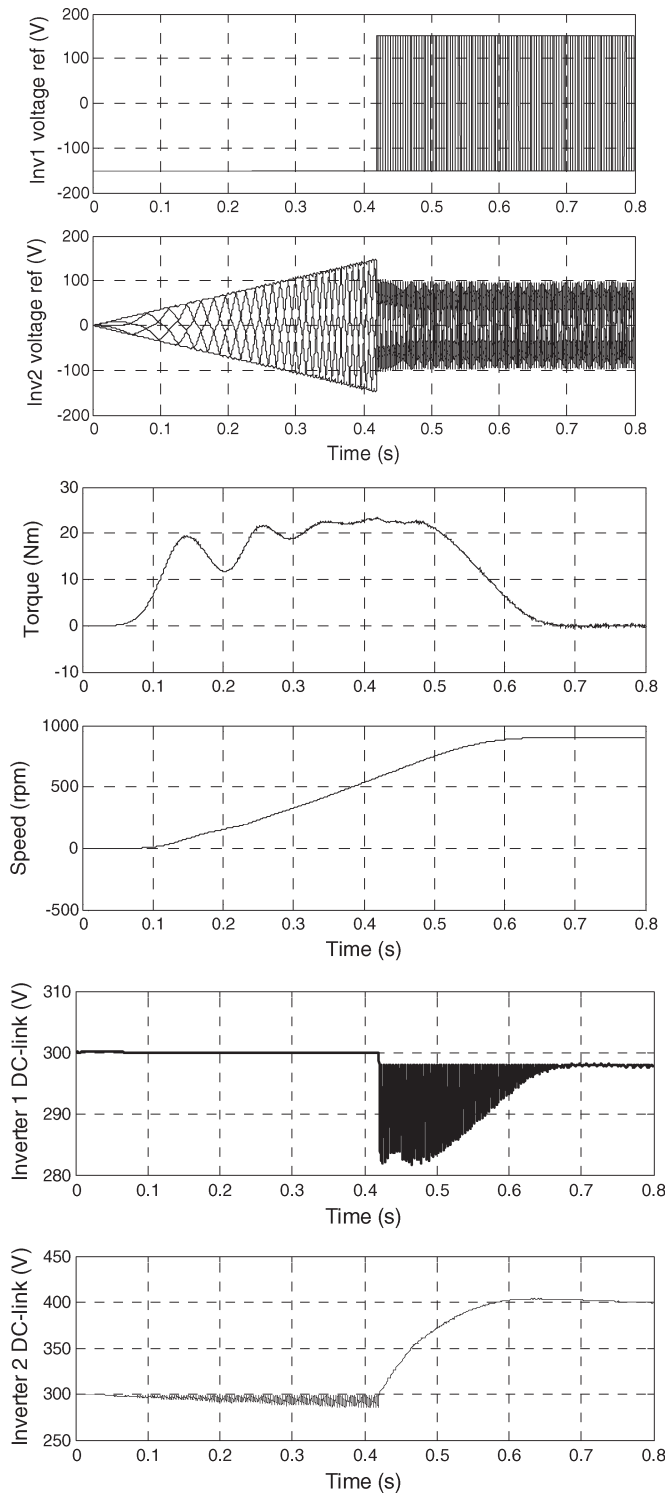 Inv1 voltage ref (V)
200
100
0
-100
-200
0 0.1 0.2 0.3 0.4 0.5 0.6 0.7 0.8
Inv2 voltage ref (V)
200
100
0
-100
-200
0 0.1 0.2 0.3 0.4 0.5 0.6 0.7 0.8
Time (s)
Torque (Nm)
30
20
10
0
-10
0 0.1 0.2 0.3 0.4 0.5 0.6 0.7 0.8
Speed (rpm)
1000
500
0
-500
0 0.1 0.2 0.3 0.4 0.5 0.6 0.7 0.8
Time (s)
Inverter 1 DC-link (V)
310
300
290
280
0 0.1 0.2 0.3 0.4 0.5 0.6 0.7 0.8
Time (s)
Inverter 2 DC-link (V)
450
400
350
300
250
0 0.1 0.2 0.3 0.4 0.5 0.6 0.7 0.8
Time (s)